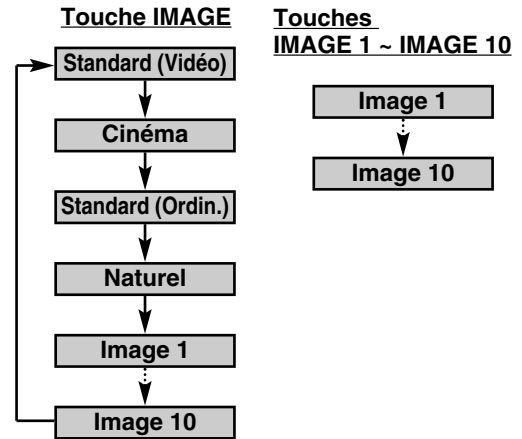 Touche IMAGE
Standard (Vidéo)
Cinéma
Standard (Ordin.)
Naturel
Image 1
Image 10
Touches
IMAGE 1 ~ IMAGE 10
Image 1
Image 10